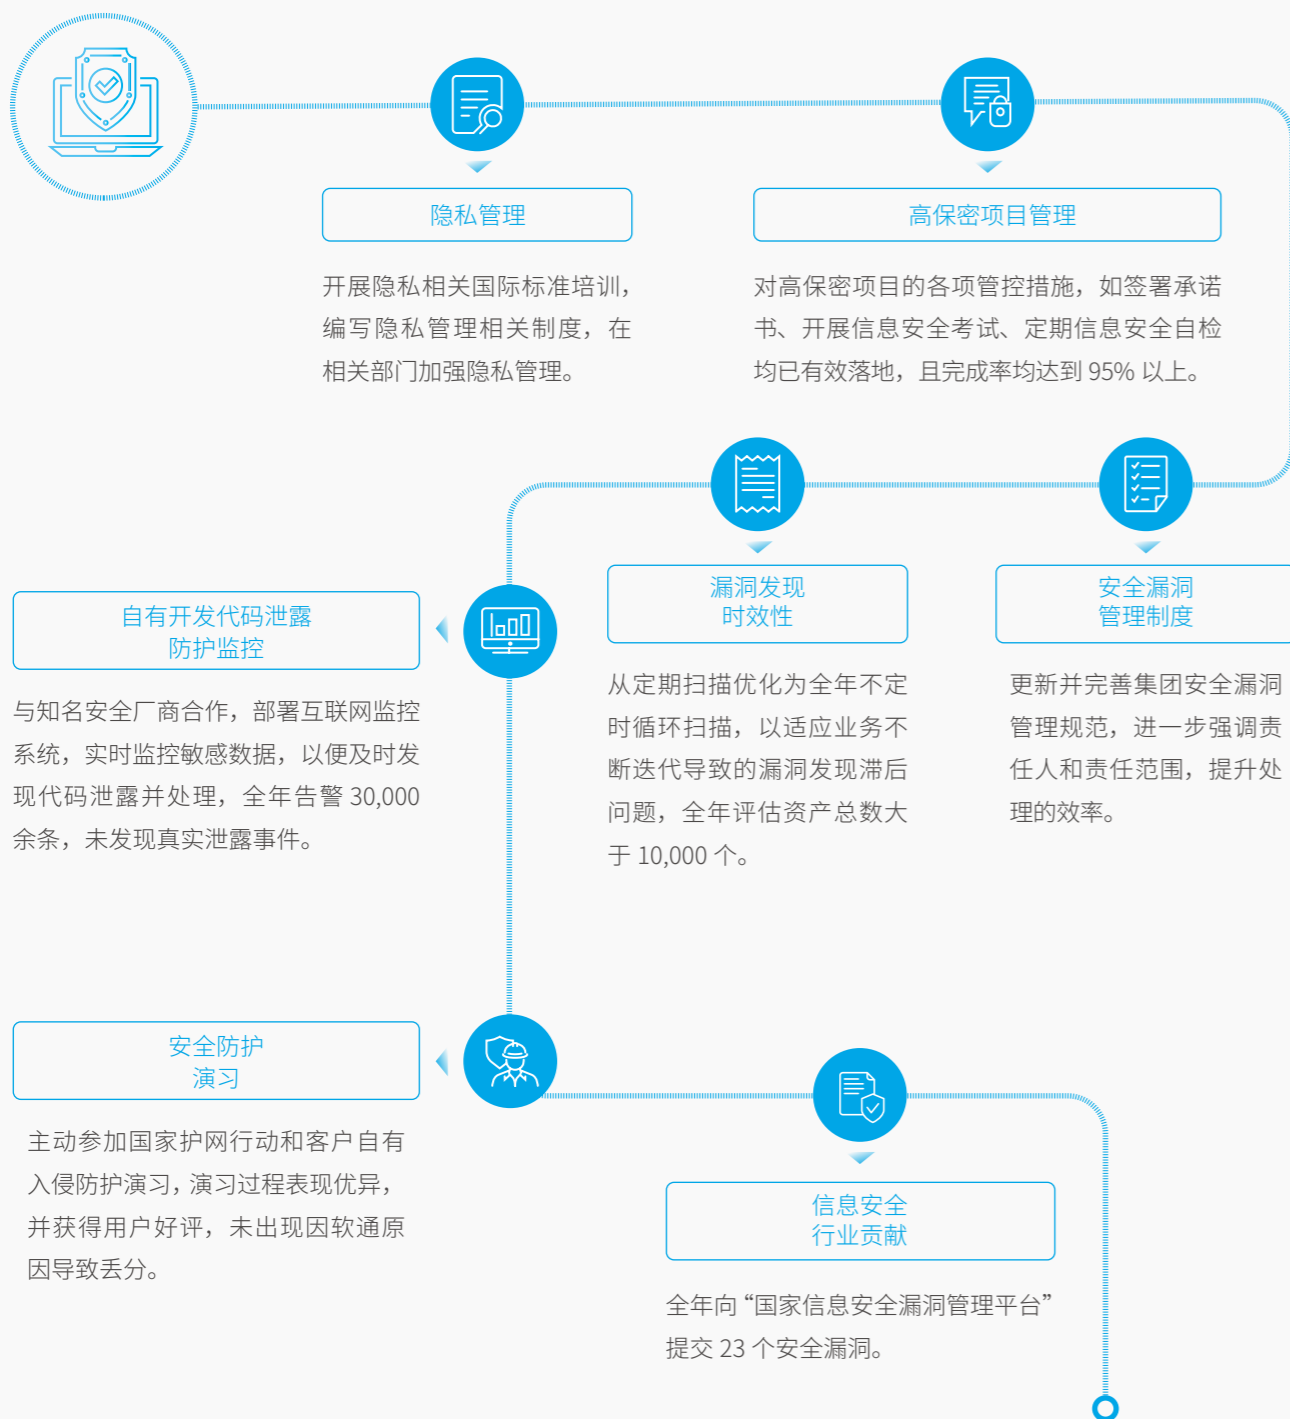 隐私管理
开展隐私相关国际标准培训，
编写隐私管理相关制度，在
相关部门加强隐私管理。
高保密项目管理
对高保密项目的各项管控措施，如签署承诺
书、开展信息安全考试、定期信息安全自检
均已有效落地，且完成率均达到 95% 以上。
安全漏洞
管理制度
更新并完善集团安全漏洞
管理规范，进一步强调责
任人和责任范围，提升处
理的效率。
漏洞发现
时效性
从定期扫描优化为全年不定
时循环扫描，以适应业务不
断迭代导致的漏洞发现滞后
问题，全年评估资产总数大
于 10,000 个。
自有开发代码泄露
防护监控
与知名安全厂商合作，部署互联网监控
系统，实时监控敏感数据，以便及时发
现代码泄露并处理，全年告警 30,000
余条，未发现真实泄露事件。
安全防护
演习
主动参加国家护网行动和客户自有
入侵防护演习，演习过程表现优异，
并获得用户好评，未出现因软通原
因导致丢分。
信息安全
行业贡献
全年向 “国家信息安全漏洞管理平台”
提交 23 个安全漏洞。